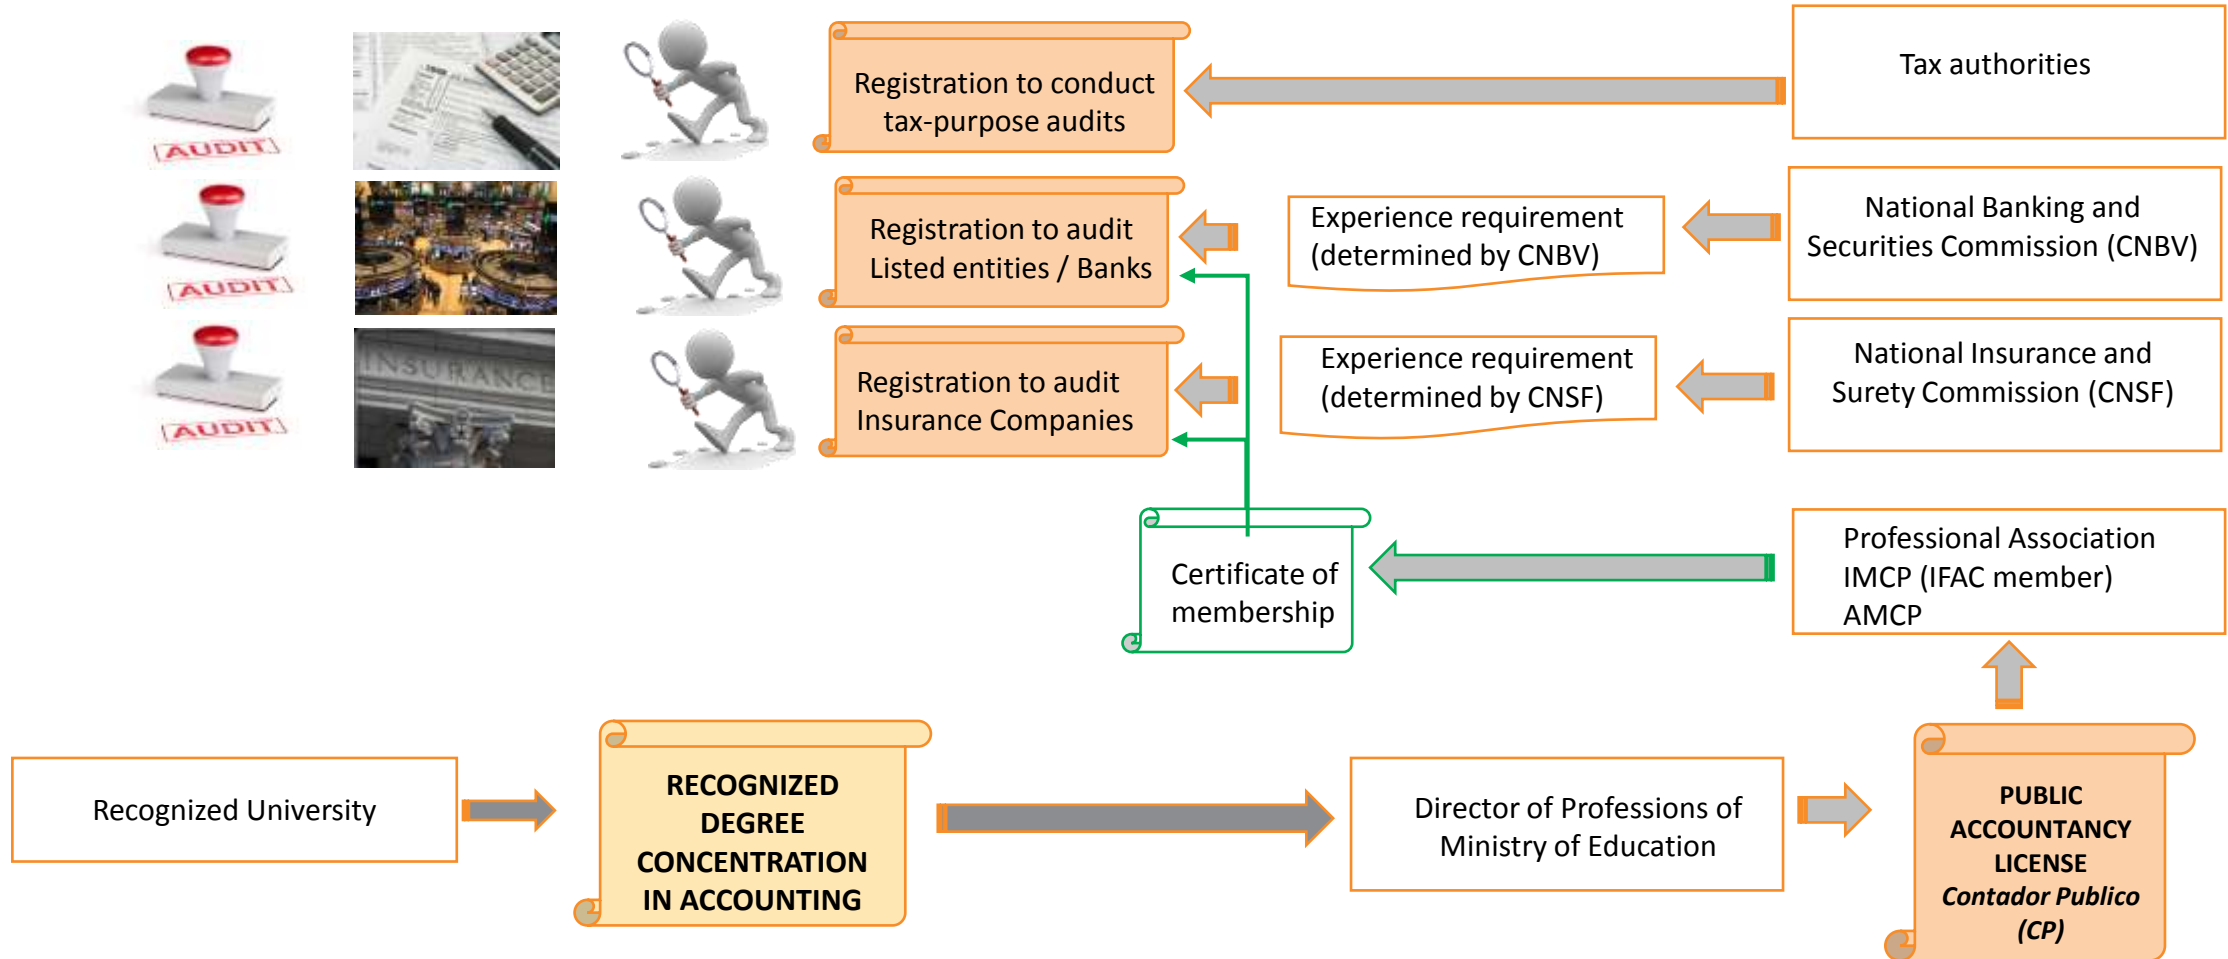 AUDIT
Registration to conduct
tax-purpose audits
Tax authorities
AUDIT
Registration to audit
Listed entities / Banks
Experience requirement
(determined by CNBV)
National Banking and
Securities Commission (CNBV)
AUDIT
INSURANCE
Registration to audit
Insurance Companies
Experience requirement
(determined by CNSF)
National Insurance and
Surety Commission (CNSF)
Certificate of
membership
Professional Association
IMCP (IFAC member)
AMCP
Recognized University
RECOGNIZED
DEGREE
CONCENTRATION
IN ACCOUNTING
Director of Professions of
Ministry of Education
PUBLIC
ACCOUNTANCY
LICENSE
Contador Publico
(CP)